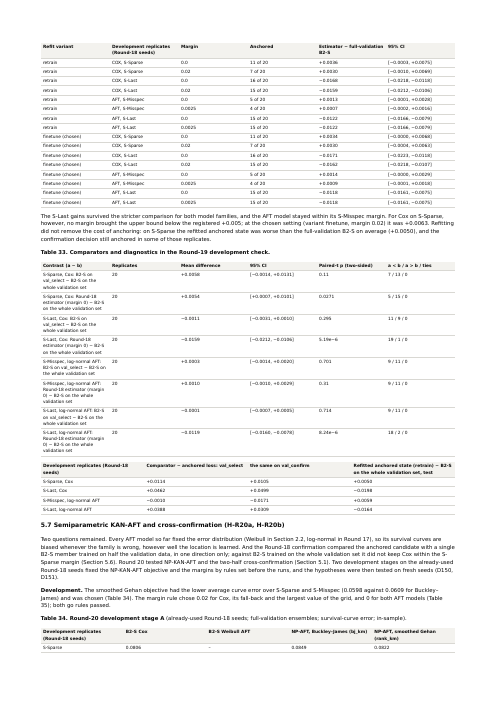 Refit variant Development replicates (Round-18 seeds) Margin Anchored Estimator − full-validation B2-S 95% CI
retrain COX, S-Sparse 0.0 11 of 20 +0.0036 [−0.0003, +0.0075]
retrain COX, S-Sparse 0.02 7 of 20 +0.0030 [−0.0010, +0.0069]
retrain COX, S-Last 0.0 16 of 20 −0.0168 [−0.0218, −0.0118]
retrain COX, S-Last 0.02 15 of 20 −0.0159 [−0.0212, −0.0106]
retrain AFT, S-Misspec 0.0 5 of 20 +0.0013 [−0.0001, +0.0028]
retrain AFT, S-Misspec 0.0025 4 of 20 +0.0007 [−0.0002, +0.0016]
retrain AFT, S-Last 0.0 15 of 20 −0.0122 [−0.0166, −0.0079]
retrain AFT, S-Last 0.0025 15 of 20 −0.0122 [−0.0166, −0.0079]
finetune (chosen) COX, S-Sparse 0.0 11 of 20 +0.0034 [−0.0000, +0.0068]
finetune (chosen) COX, S-Sparse 0.02 7 of 20 +0.0030 [−0.0004, +0.0063]
finetune (chosen) COX, S-Last 0.0 16 of 20 −0.0171 [−0.0223, −0.0118]
finetune (chosen) COX, S-Last 0.02 15 of 20 −0.0162 [−0.0218, −0.0107]
finetune (chosen) AFT, S-Misspec 0.0 5 of 20 +0.0014 [−0.0000, +0.0029]
finetune (chosen) AFT, S-Misspec 0.0025 4 of 20 +0.0009 [−0.0001, +0.0018]
finetune (chosen) AFT, S-Last 0.0 15 of 20 −0.0118 [−0.0161, −0.0075]
finetune (chosen) AFT, S-Last 0.0025 15 of 20 −0.0118 [−0.0161, −0.0075]
The S-Last gains survived the stricter comparison for both model families, and the AFT model stayed within its S-Misspec margin. For Cox on S-Sparse,
however, no margin brought the upper bound below the registered +0.005; at the chosen setting (variant finetune, margin 0.02) it was +0.0063. Refitting
did not remove the cost of anchoring: on S-Sparse the refitted anchored state was worse than the full-validation B2-S on average (+0.0050), and the
confirmation decision still anchored in some of those replicates.
Table 33. Comparators and diagnostics in the Round-19 development check.
Contrast (a − b) Replicates Mean difference 95% CI Paired-t p (two-sided) a < b / a > b / ties
S-Sparse, Cox: B2-S on val_select − B2-S on the whole validation set 20 +0.0058 [−0.0014, +0.0131] 0.11 7 / 13 / 0
S-Sparse, Cox: Round-18 estimator (margin 0) − B2-S on the whole validation set 20 +0.0054 [+0.0007, +0.0101] 0.0271 5 / 15 / 0
S-Last, Cox: B2-S on val_select − B2-S on the whole validation set 20 −0.0011 [−0.0031, +0.0010] 0.295 11 / 9 / 0
S-Last, Cox: Round-18 estimator (margin 0) − B2-S on the whole validation set 20 −0.0159 [−0.0212, −0.0106] 5.19e−6 19 / 1 / 0
S-Misspec, log-normal AFT: B2-S on val_select − B2-S on the whole validation set 20 +0.0003 [−0.0014, +0.0020] 0.701 9 / 11 / 0
S-Misspec, log-normal AFT: Round-18 estimator (margin 0) − B2-S on the whole validation set 20 +0.0010 [−0.0010, +0.0029] 0.31 9 / 11 / 0
S-Last, log-normal AFT: B2-S on val_select − B2-S on the whole validation set 20 −0.0001 [−0.0007, +0.0005] 0.714 9 / 11 / 0
S-Last, log-normal AFT: Round-18 estimator (margin 0) − B2-S on the whole validation set 20 −0.0119 [−0.0160, −0.0078] 8.24e−6 18 / 2 / 0
Development replicates (Round-18 seeds) Comparator − anchored loss: val_select the same on val_confirm Refitted anchored state (retrain) − B2-S on the whole validation set, test
S-Sparse, Cox +0.0114 +0.0105 +0.0050
S-Last, Cox +0.0462 +0.0499 −0.0198
S-Misspec, log-normal AFT −0.0010 −0.0171 +0.0059
S-Last, log-normal AFT +0.0388 +0.0309 −0.0164
5.7 Semiparametric KAN-AFT and cross-confirmation (H-R20a, H-R20b)
Two questions remained. Every AFT model so far fixed the error distribution (Weibull in Section 2.2, log-normal in Round 17), so its survival curves are
biased whenever the family is wrong, however well the location is learned. And the Round-18 confirmation compared the anchored candidate with a single
B2-S member trained on half the validation data, in one direction only; against B2-S trained on the whole validation set it did not keep Cox within the S-
Sparse margin (Section 5.6). Round 20 tested NP-KAN-AFT and the two-half cross-confirmation (Section 5.1). Two development stages on the already-used
Round-18 seeds fixed the NP-KAN-AFT objective and the margins by rules set before the runs, and the hypotheses were then tested on fresh seeds (D150,
D151).
Development. The smoothed Gehan objective had the lower average curve error over S-Sparse and S-Misspec (0.0598 against 0.0609 for Buckley-
James) and was chosen (Table 34). The margin rule chose 0.02 for Cox, its fall-back and the largest value of the grid, and 0 for both AFT models (Table
35); both go rules passed.
Table 34. Round-20 development stage A (already-used Round-18 seeds; full-validation ensembles; survival-curve error; in-sample).
Development replicates (Round-18 seeds) B2-S Cox B2-S Weibull AFT NP-AFT, Buckley-James (bj_km) NP-AFT, smoothed Gehan (rank_km)
S-Sparse 0.0806 – 0.0849 0.0822